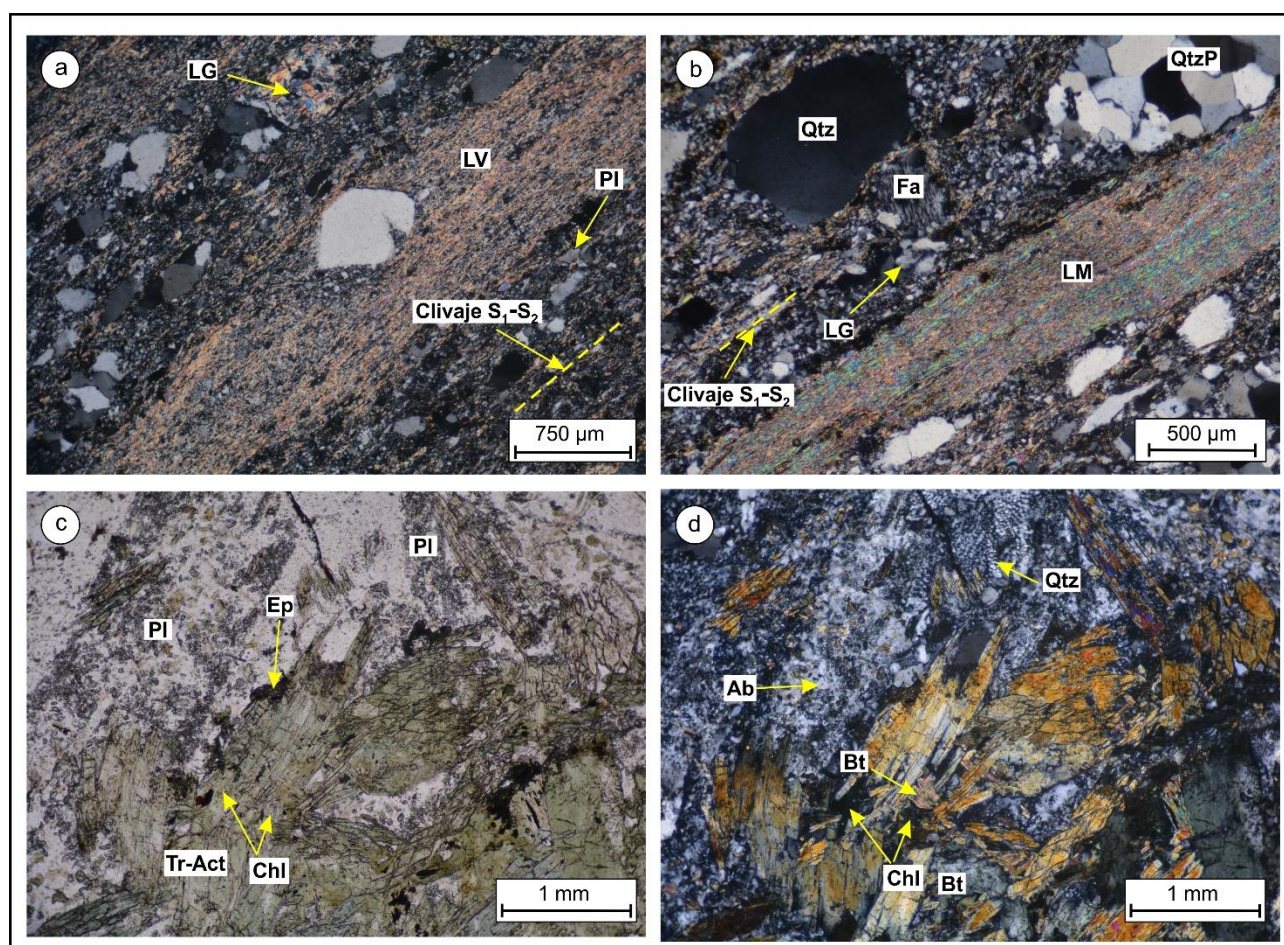 a
LG
LV
Pl
Clivaje S₁-S₂
750 µm
b
QtzP
Qtz
Fa
LM
LG
Clivaje S₁-S₂
500 µm
c
Pl
Ep
Pl
Tr-Act
Chl
1 mm
d
Qtz
Ab
Bt
Chl
Bt
1 mm